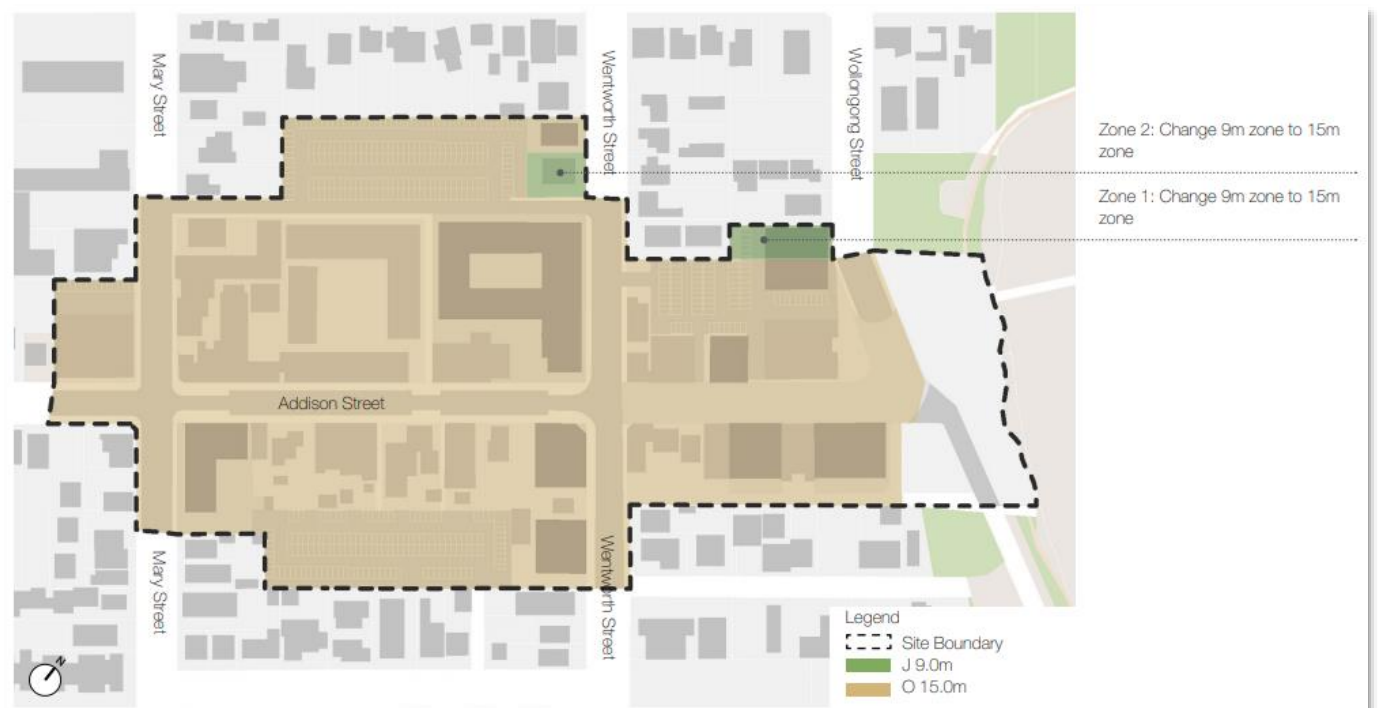 Mary Street
Wentworth Street
Wollongong Street
Zone 2: Change 9m zone to 15m
zone
Zone 1: Change 9m zone to 15m
zone
Addison Street
Mary Street
Wentworth Street
Legend
Site Boundary
J 9.0m
O 15.0m
N